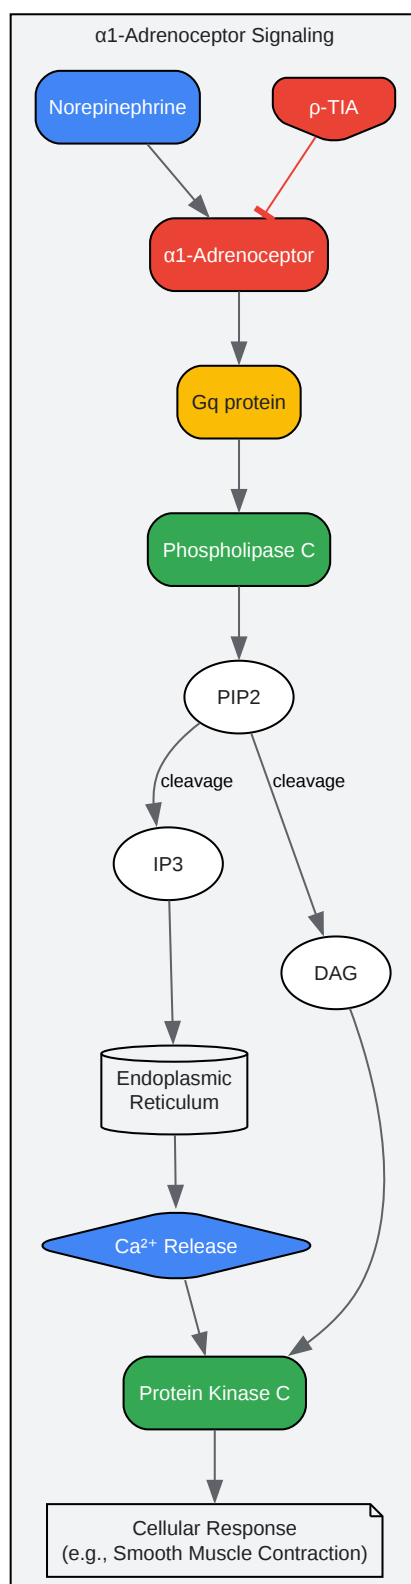 α1-Adrenoceptor Signaling
Norepinephrine
ρ-TIA
α1-Adrenoceptor
Gq protein
Phospholipase C
PIP2
cleavage
cleavage
IP3
DAG
Endoplasmic
Reticulum
Ca²⁺ Release
Protein Kinase C
Cellular Response
(e.g., Smooth Muscle Contraction)